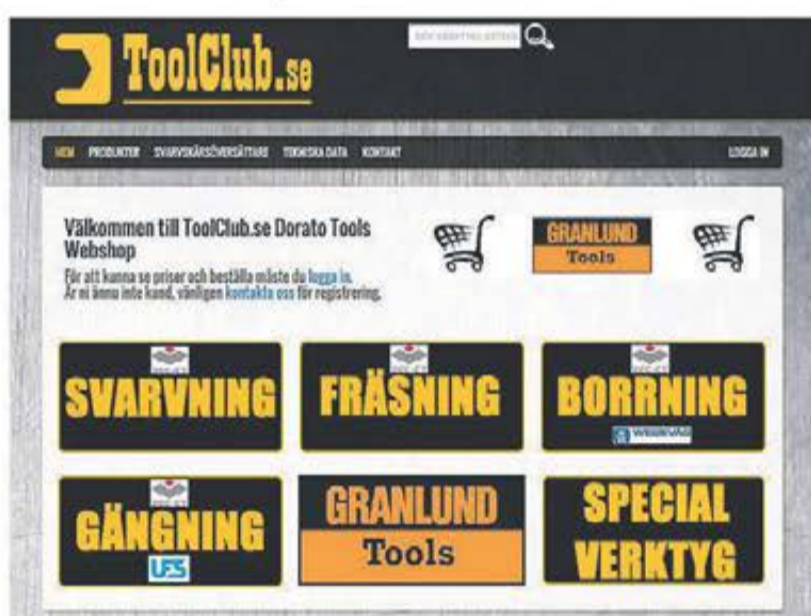 ToolClub.se
HEM PRODUKTER SVARVSKÄRSÖVERSÄTTARE TEKNISKA DATA KONTAKT LOGGA IN
Välkommen till ToolClub.se Dorato Tools
Webshop
För att kunna se priser och beställa måste du logga in.
Är ni ännu inte kund, vänligen kontakta oss för registrering.
GRANLUND
Tools
SVARVNING
FRÄSNING
BORRNING
GÄNGNING
UFS
GRANLUND
Tools
SPECIAL
VERKTYG